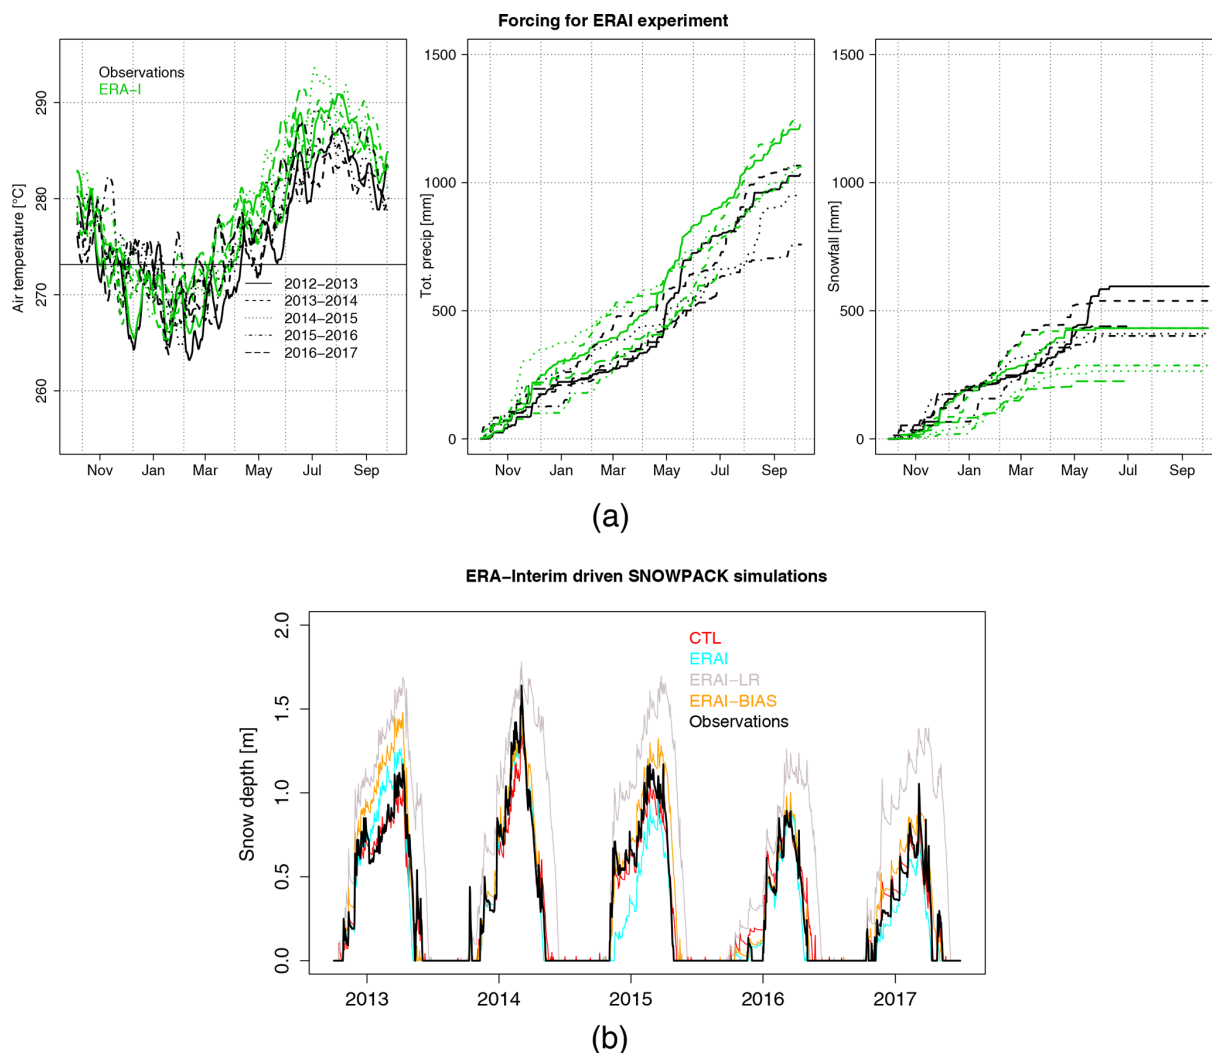 Forcing for ERAI experiment
Air temperature [°C]
290
280
270
260
Observations
ERA−I
2012−2013
2013−2014
2014−2015
2015−2016
2016−2017
Nov Jan Mar May Jul Sep
Tot. precip [mm]
1500
1000
500
0
Nov Jan Mar May Jul Sep
Snowfall [mm]
1500
1000
500
0
Nov Jan Mar May Jul Sep
(a)
ERA−Interim driven SNOWPACK simulations
Snow depth [m]
2.0
1.5
1.0
0.5
0.0
CTL
ERAI
ERAI−LR
ERAI−BIAS
Observations
2013 2014 2015 2016 2017
(b)